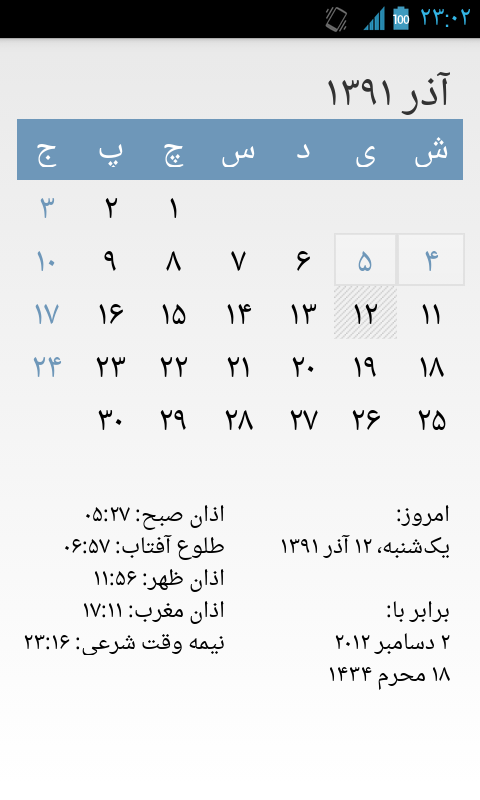 ۲۳:۰۲
100
آذر ۱۳۹۱
ش ی د س چ پ ج
۱ ۲ ۳
۴ ۵ ۶ ۷ ۸ ۹ ۱۰
۱۱ ۱۲ ۱۳ ۱۴ ۱۵ ۱۶ ۱۷
۱۸ ۱۹ ۲۰ ۲۱ ۲۲ ۲۳ ۲۴
۲۵ ۲۶ ۲۷ ۲۸ ۲۹ ۳۰
امروز:
یک‌شنبه، ۱۲ آذر ۱۳۹۱
برابر با:
۲ دسامبر ۲۰۱۲
۱۸ محرم ۱۴۳۴
اذان صبح: ۰۵:۲۷
طلوع آفتاب: ۰۶:۵۷
اذان ظهر: ۱۱:۵۶
اذان مغرب: ۱۷:۱۱
نیمه وقت شرعی: ۲۳:۱۶